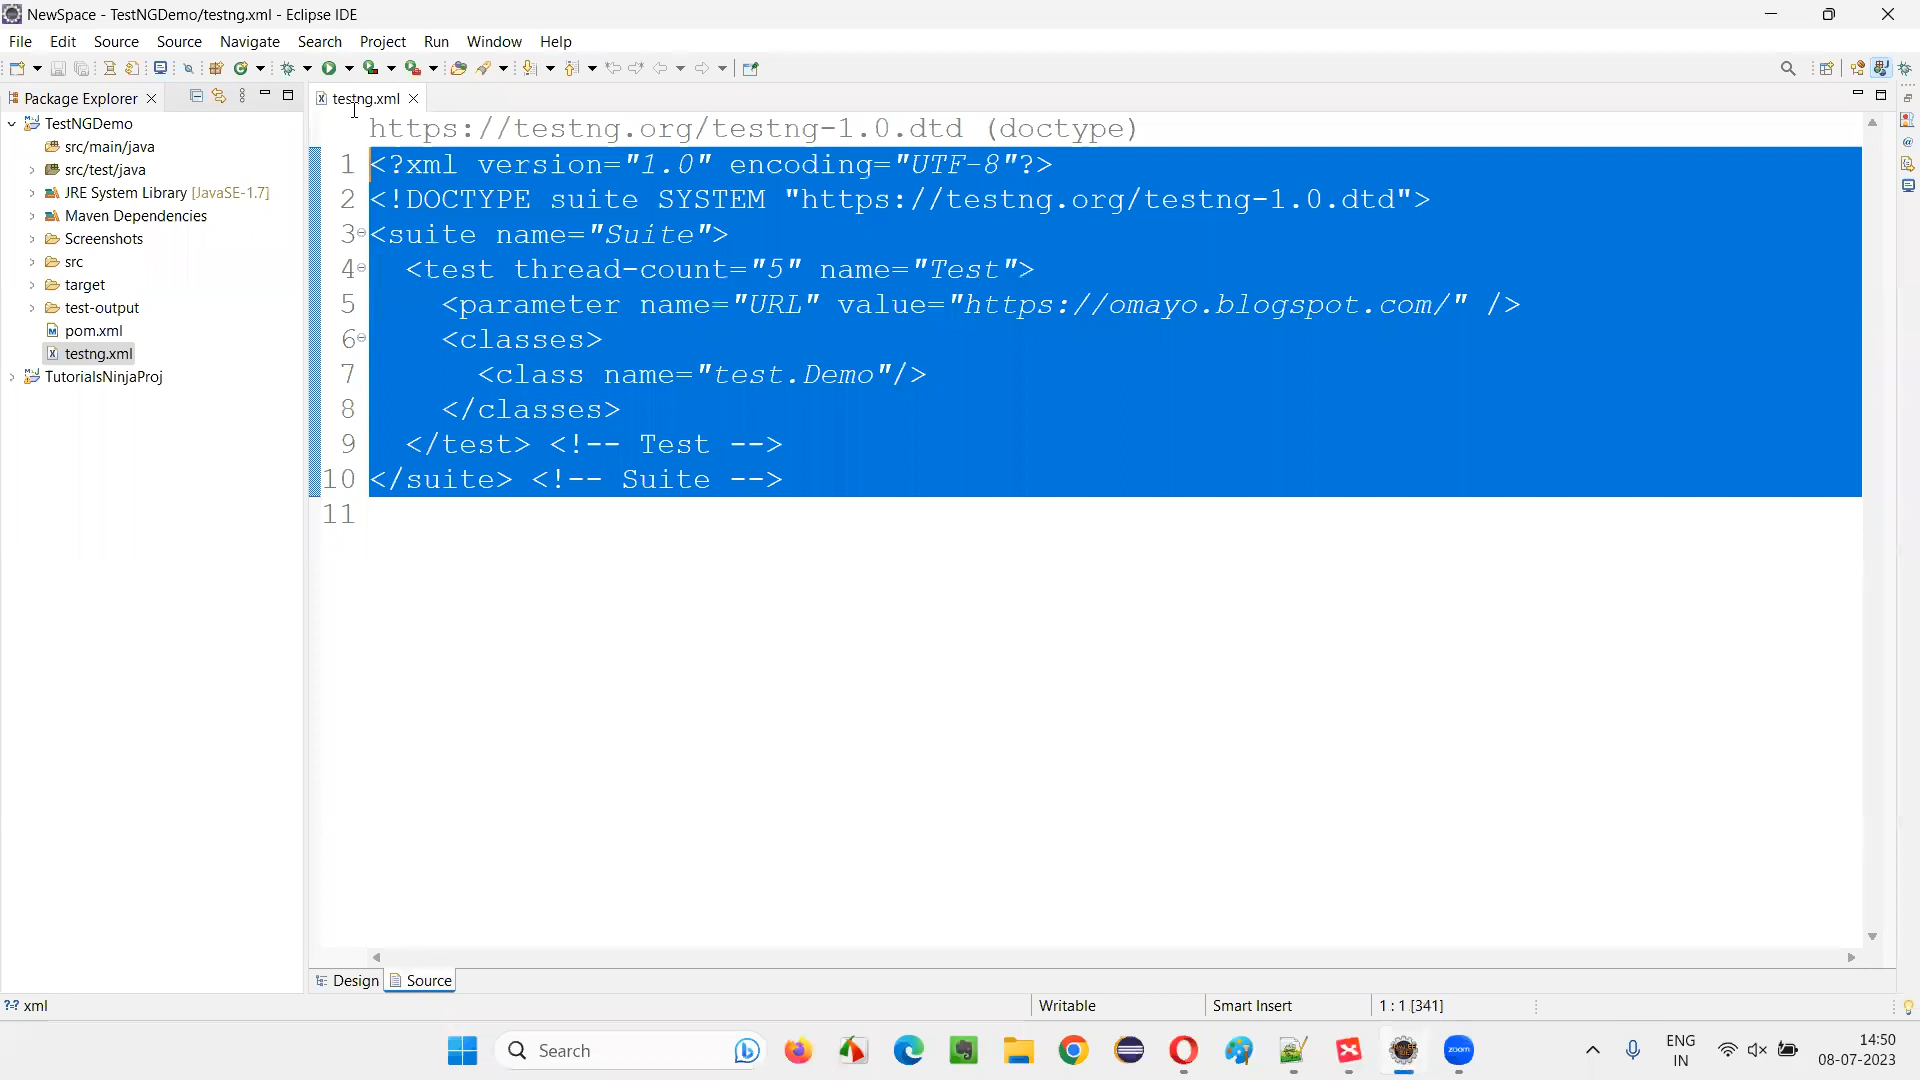 NewSpace - TestNGDemo/testng.xml - Eclipse IDE
File Edit Source Source Navigate Search Project Run Window Help
Package Explorer
testng.xml
TestNGDemo
src/main/java
src/test/java
JRE System Library [JavaSE-1.7]
Maven Dependencies
Screenshots
src
target
test-output
pom.xml
testng.xml
TutorialsNinjaProj
https://testng.org/testng-1.0.dtd (doctype)
1 <?xml version="1.0" encoding="UTF-8"?>
2 <!DOCTYPE suite SYSTEM "https://testng.org/testng-1.0.dtd">
3 <suite name="Suite">
4 <test thread-count="5" name="Test">
5 <parameter name="URL" value="https://omayo.blogspot.com/" />
6 <classes>
7 <class name="test.Demo"/>
8 </classes>
9 </test> <!-- Test -->
10 </suite> <!-- Suite -->
11
Design Source
xml
Writable
Smart Insert
1 : 1 [341]
Search
zoom
ENG
IN
14:50
08-07-2023